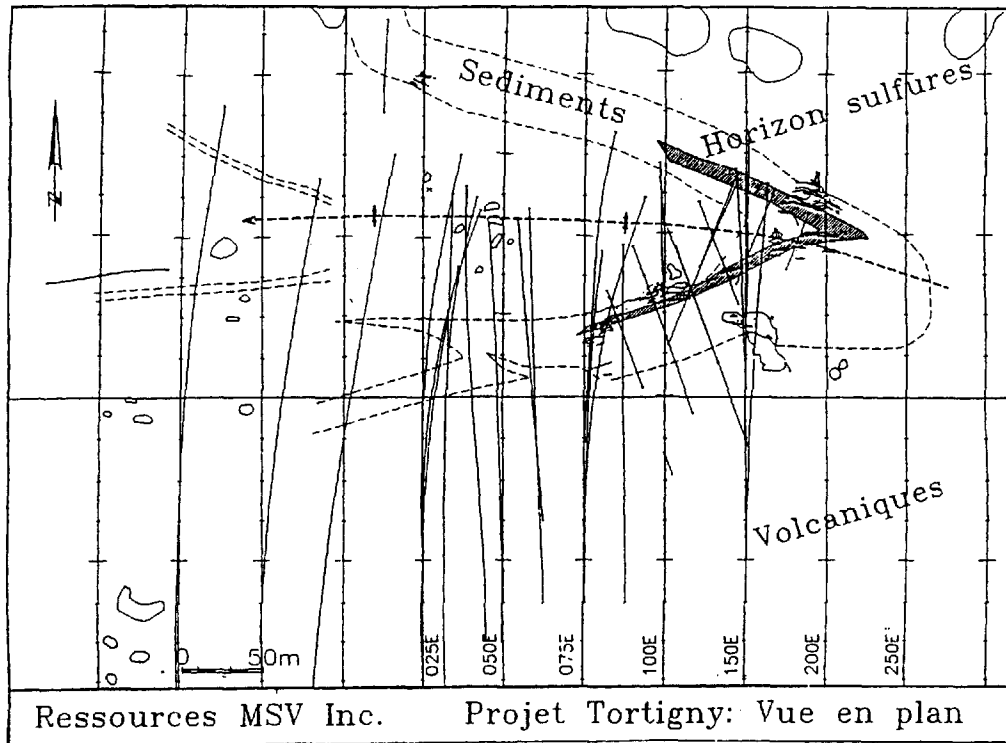 Sediments
Horizon sulfures
N
Volcaniques
0 50m
025E
050E
075E
100E
150E
200E
250E
Ressources MSV Inc. Projet Tortigny: Vue en plan